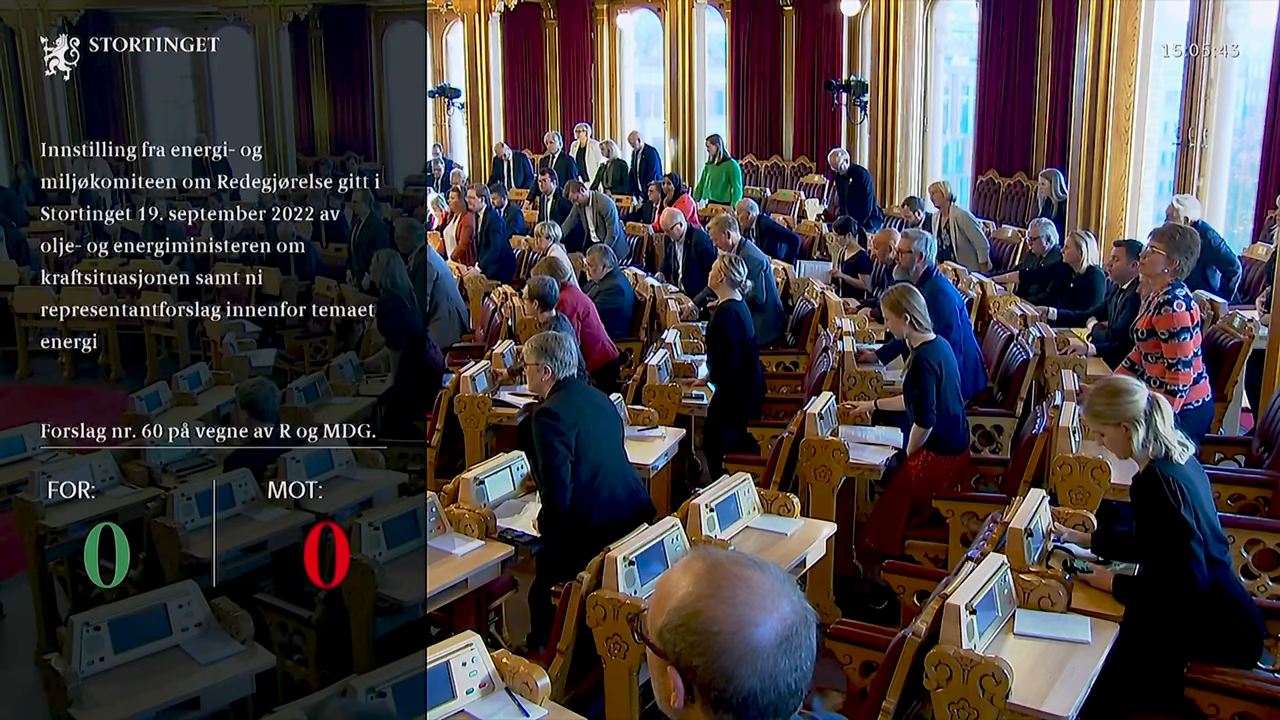 STORTINGET
15:05:43
Innstilling fra energi- og
miljøkomiteen om Redegjørelse gitt i
Stortinget 19. september 2022 av
olje- og energiministeren om
kraftsituasjonen samt ni
representantforslag innenfor temaet
energi
Forslag nr. 60 på vegne av R og MDG.
FOR: MOT:
0 0